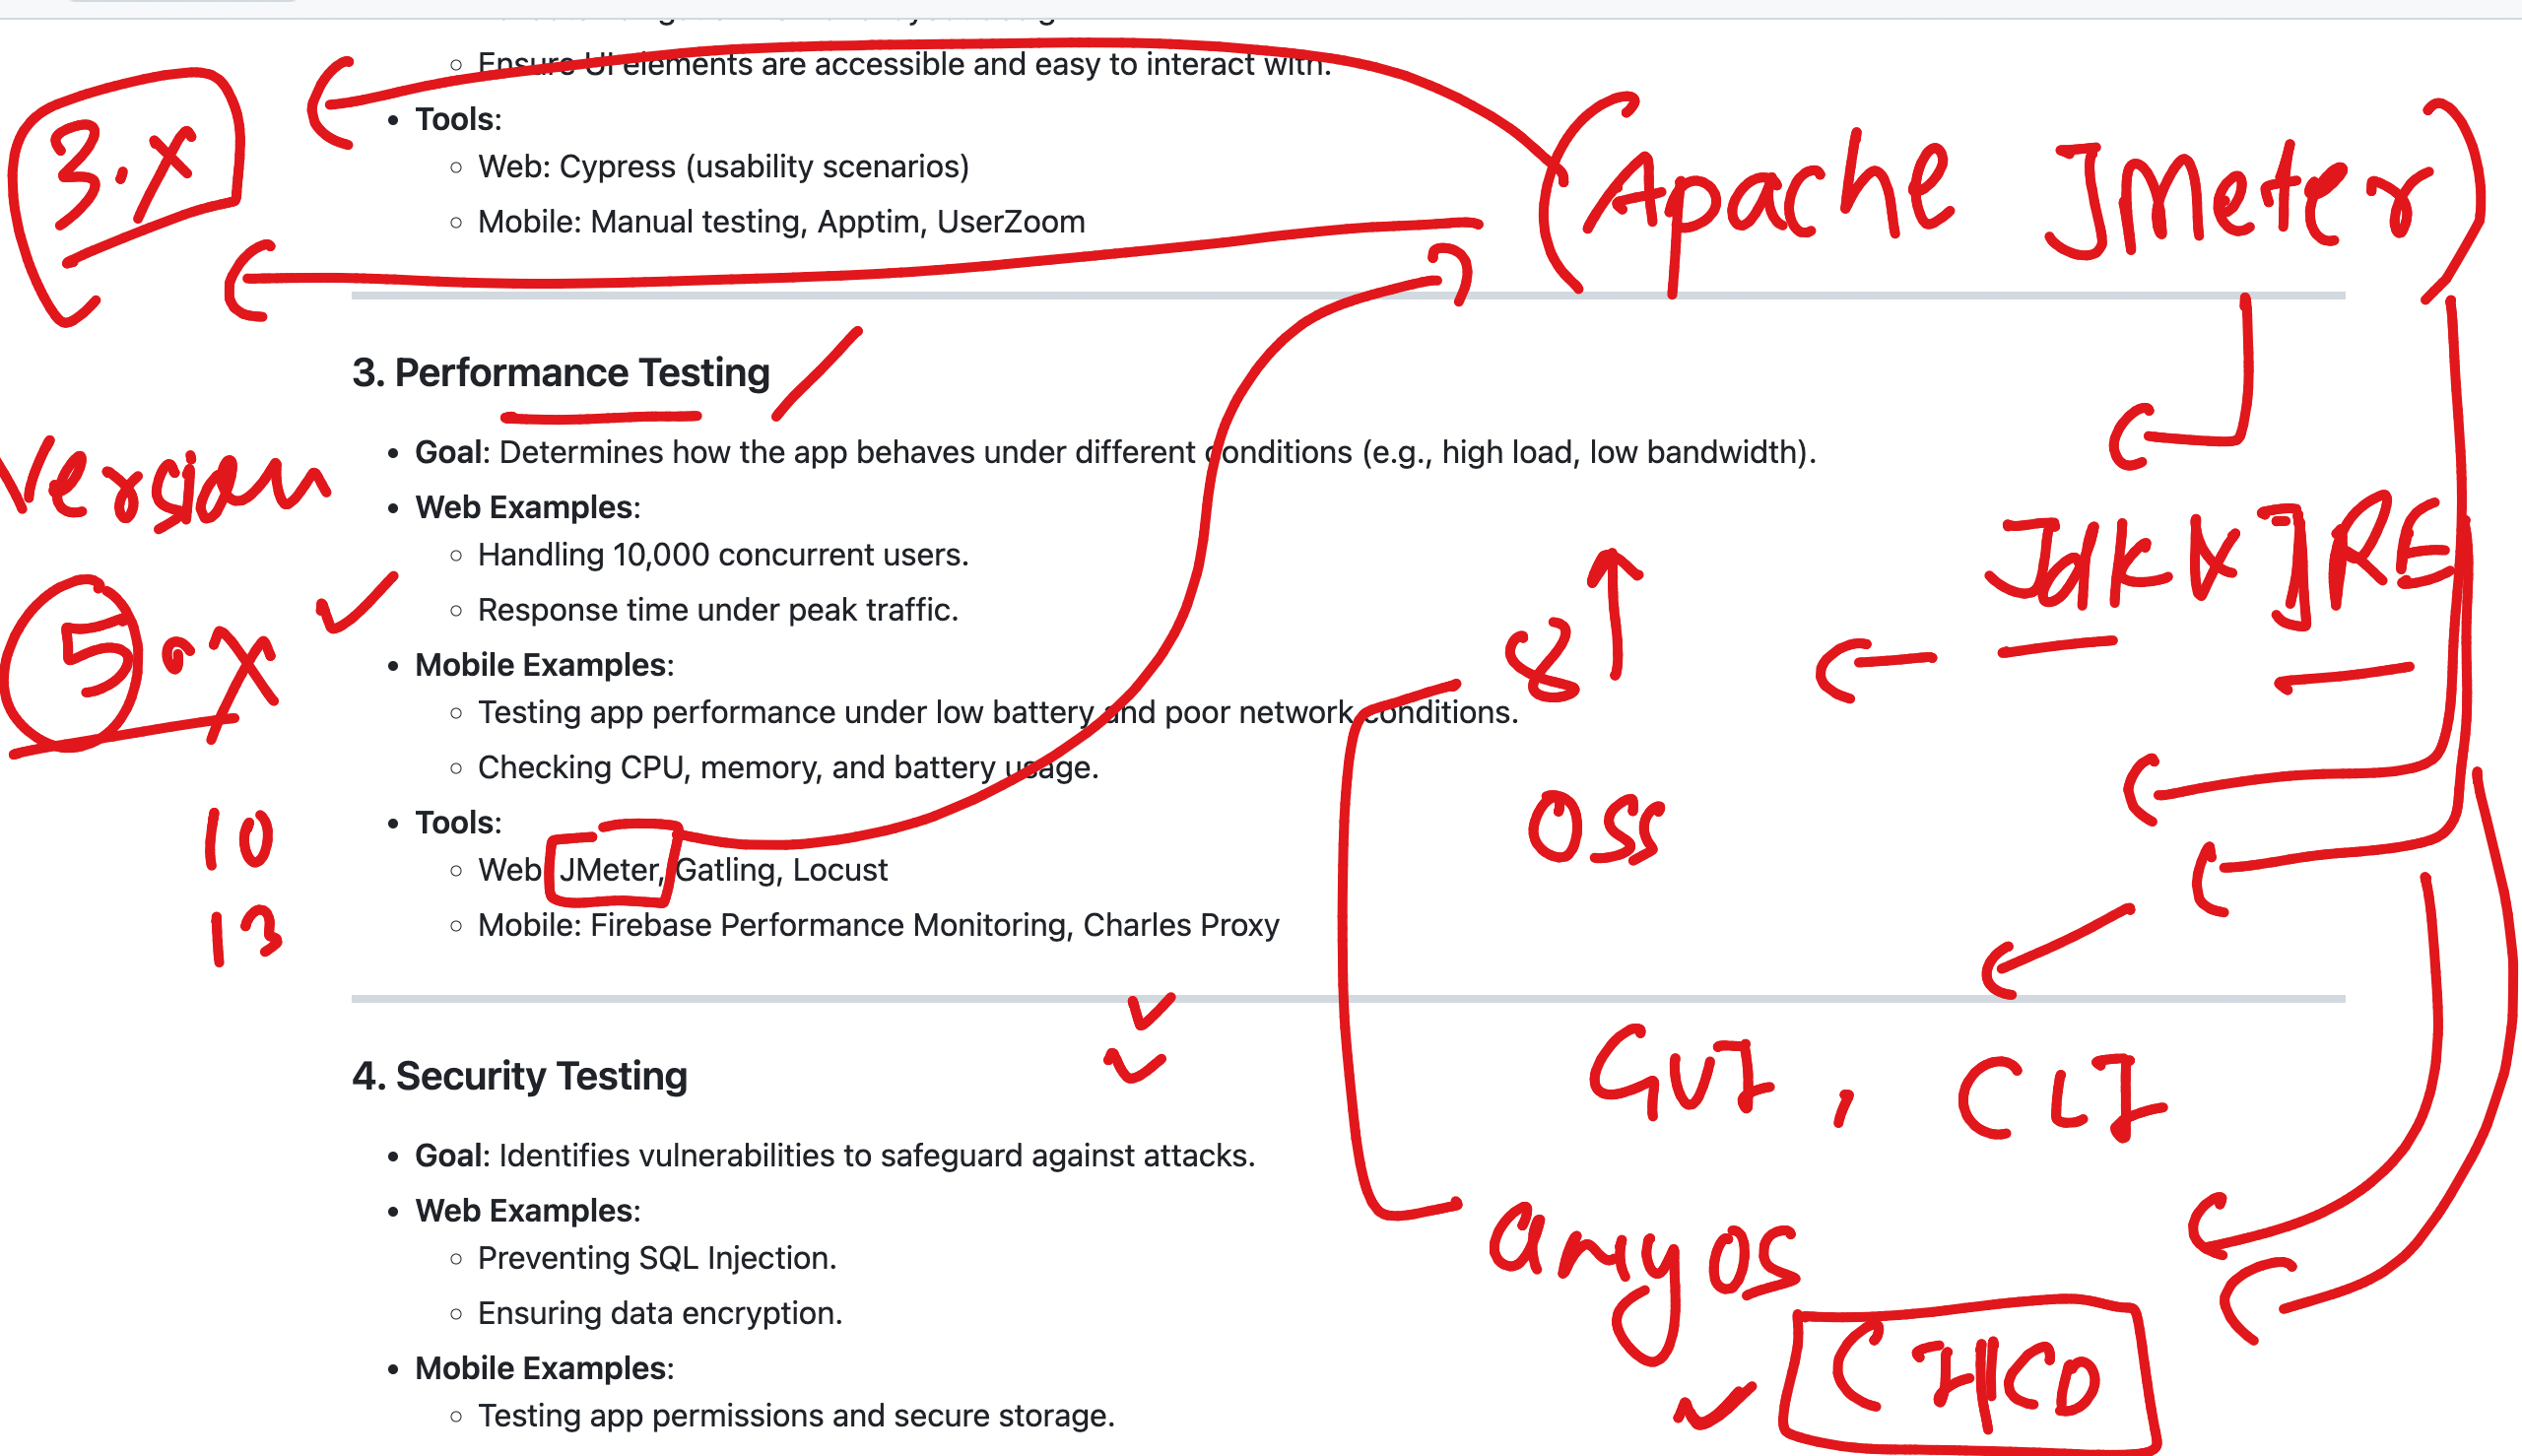 Ensure UI elements are accessible and easy to interact with.
Tools:
Web: Cypress (usability scenarios)
Mobile: Manual testing, Apptim, UserZoom
3.x
(Apache JMeter)
3. Performance Testing
Goal: Determines how the app behaves under different conditions (e.g., high load, low bandwidth).
Web Examples:
Handling 10,000 concurrent users.
Response time under peak traffic.
Mobile Examples:
Testing app performance under low battery and poor network conditions.
Checking CPU, memory, and battery usage.
Tools:
Web: JMeter, Gatling, Locust
Mobile: Firebase Performance Monitoring, Charles Proxy
Version
5.x
10
13
Jdk & JRE
8
OSS
GUI, CLI
any OS
CI/CD
4. Security Testing
Goal: Identifies vulnerabilities to safeguard against attacks.
Web Examples:
Preventing SQL Injection.
Ensuring data encryption.
Mobile Examples:
Testing app permissions and secure storage.